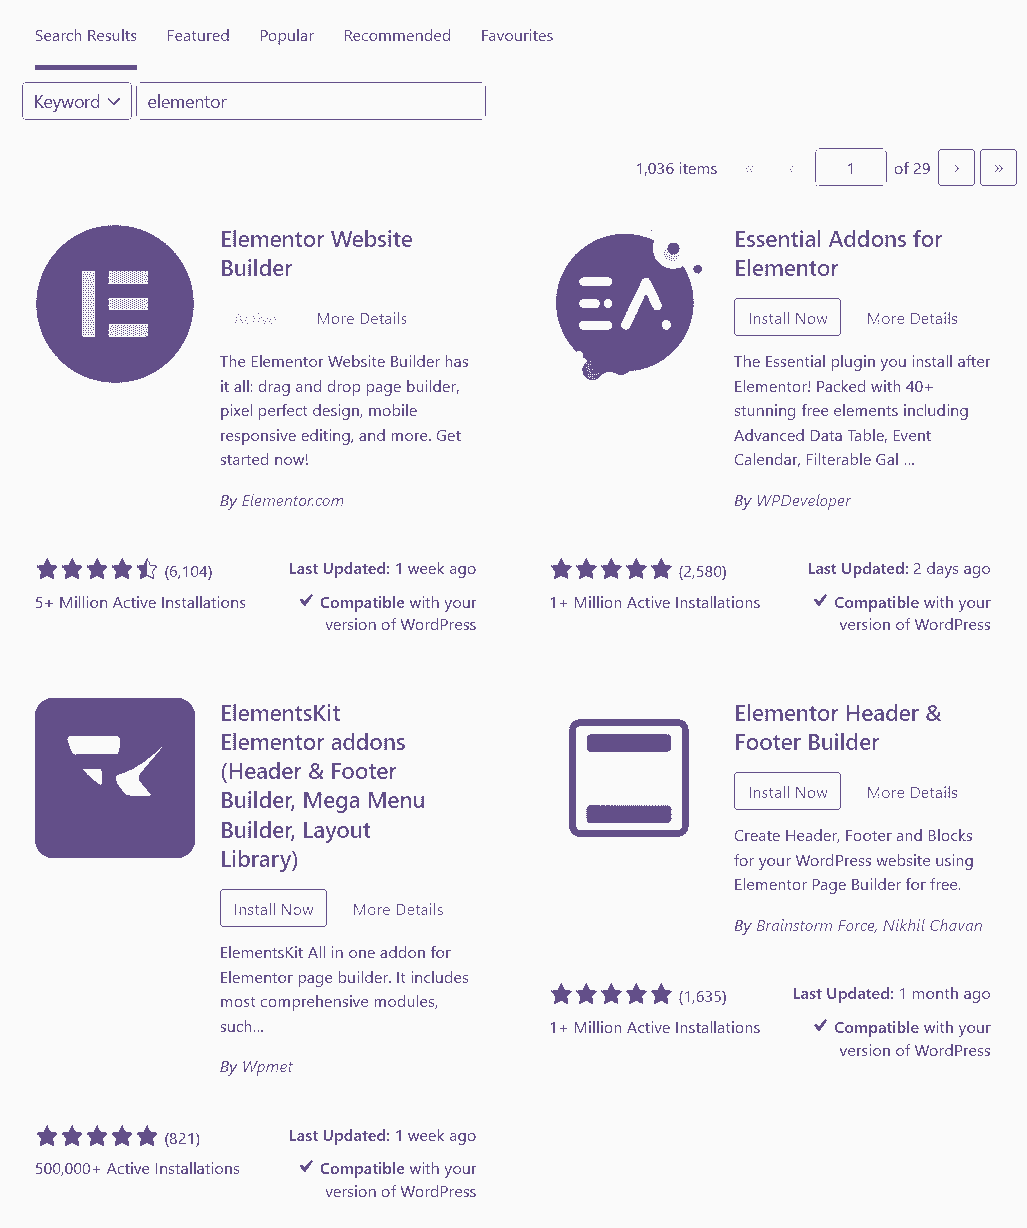 Search Results Featured Popular Recommended Favourites
Keyword elementor
1,036 items « ‹ 1 of 29 › »
Elementor Website
Builder
Active More Details
The Elementor Website Builder has
it all: drag and drop page builder,
pixel perfect design, mobile
responsive editing, and more. Get
started now!
By Elementor.com
(6,104) Last Updated: 1 week ago
5+ Million Active Installations Compatible with your
version of WordPress
Essential Addons for
Elementor
Install Now More Details
The Essential plugin you install after
Elementor! Packed with 40+
stunning free elements including
Advanced Data Table, Event
Calendar, Filterable Gal ...
By WPDeveloper
(2,580) Last Updated: 2 days ago
1+ Million Active Installations Compatible with your
version of WordPress
ElementsKit
Elementor addons
(Header & Footer
Builder, Mega Menu
Builder, Layout
Library)
Install Now More Details
ElementsKit All in one addon for
Elementor page builder. It includes
most comprehensive modules,
such...
By Wpmet
(821) Last Updated: 1 week ago
500,000+ Active Installations Compatible with your
version of WordPress
Elementor Header &
Footer Builder
Install Now More Details
Create Header, Footer and Blocks
for your WordPress website using
Elementor Page Builder for free.
By Brainstorm Force, Nikhil Chavan
(1,635) Last Updated: 1 month ago
1+ Million Active Installations Compatible with your
version of WordPress